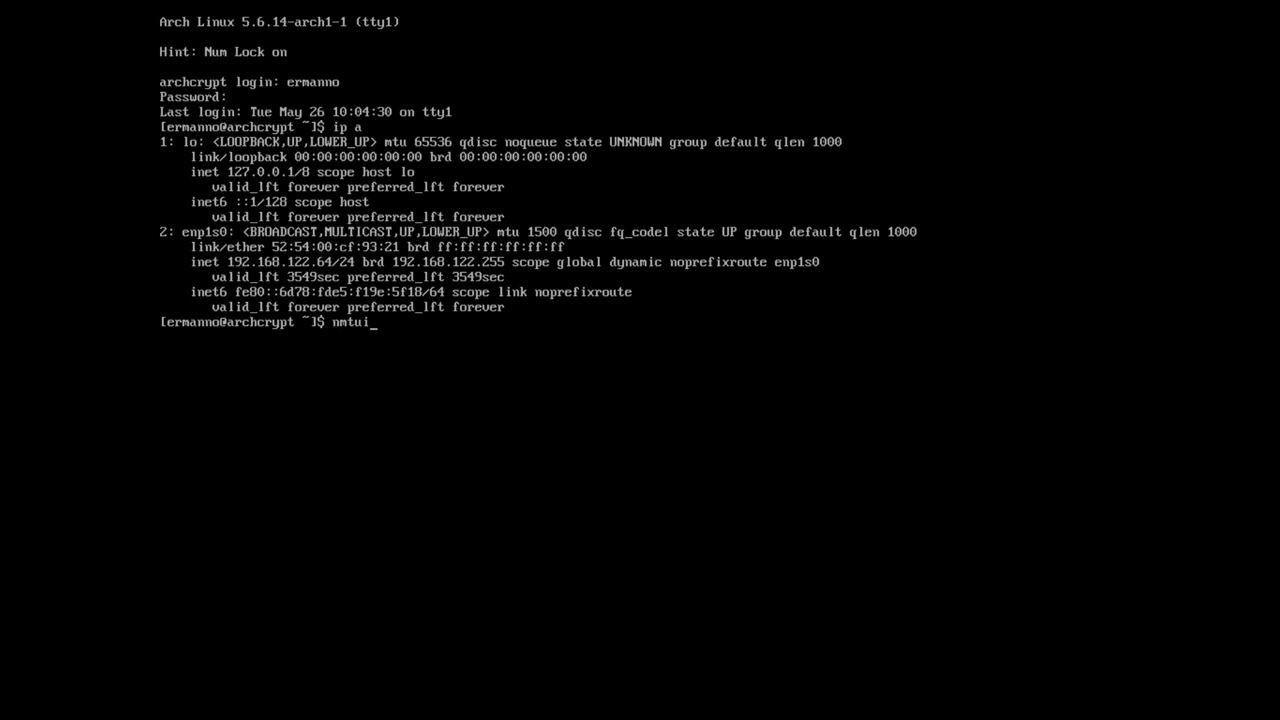 Arch Linux 5.6.14-arch1-1 (tty1)
Hint: Num Lock on
archcrypt login: ermanno
Password:
Last login: Tue May 26 10:04:30 on tty1
[ermanno@archcrypt ~]$ ip a
1: lo: <LOOPBACK,UP,LOWER_UP> mtu 65536 qdisc noqueue state UNKNOWN group default qlen 1000
    link/loopback 00:00:00:00:00:00 brd 00:00:00:00:00:00
    inet 127.0.0.1/8 scope host lo
       valid_lft forever preferred_lft forever
    inet6 ::1/128 scope host
       valid_lft forever preferred_lft forever
2: enp1s0: <BROADCAST,MULTICAST,UP,LOWER_UP> mtu 1500 qdisc fq_codel state UP group default qlen 1000
    link/ether 52:54:00:cf:93:21 brd ff:ff:ff:ff:ff:ff
    inet 192.168.122.64/24 brd 192.168.122.255 scope global dynamic noprefixroute enp1s0
       valid_lft 3549sec preferred_lft 3549sec
    inet6 fe80::6d78:fde5:f19e:5f18/64 scope link noprefixroute
       valid_lft forever preferred_lft forever
[ermanno@archcrypt ~]$ nmtui_